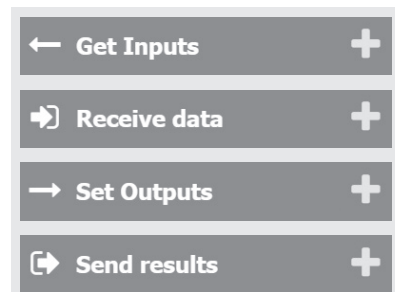 Get Inputs
Receive data
Set Outputs
Send results